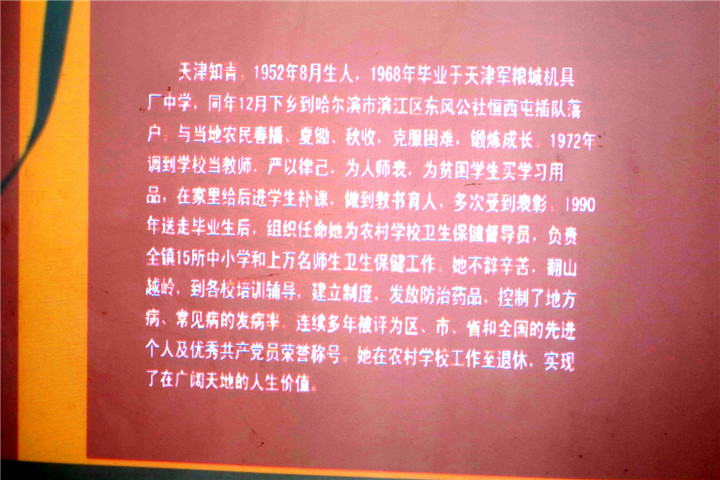 天津知青。1952年8月生人，1968年毕业于天津军粮城机具
厂中学，同年12月下乡到哈尔滨市滨江区东风公社恒西屯插队落
户。与当地农民春播、夏锄、秋收，克服困难，锻炼成长。1972年
调到学校当教师，严以律己，为人师表，为贫困学生买学习用
品，在家里给后进学生补课，做到教书育人，多次受到表彰。1990
年送走毕业生后，组织任命她为农村学校卫生保健督导员，负责
全镇15所中小学和上万名师生卫生保健工作。她不辞辛苦，翻山
越岭，到各校培训辅导，建立制度，发放防治药品，控制了地方
病、常见病的发病率。连续多年被评为区、市、省和全国的先进
个人及优秀共产党员荣誉称号。她在农村学校工作至退休，实现
了在广阔天地的人生价值。